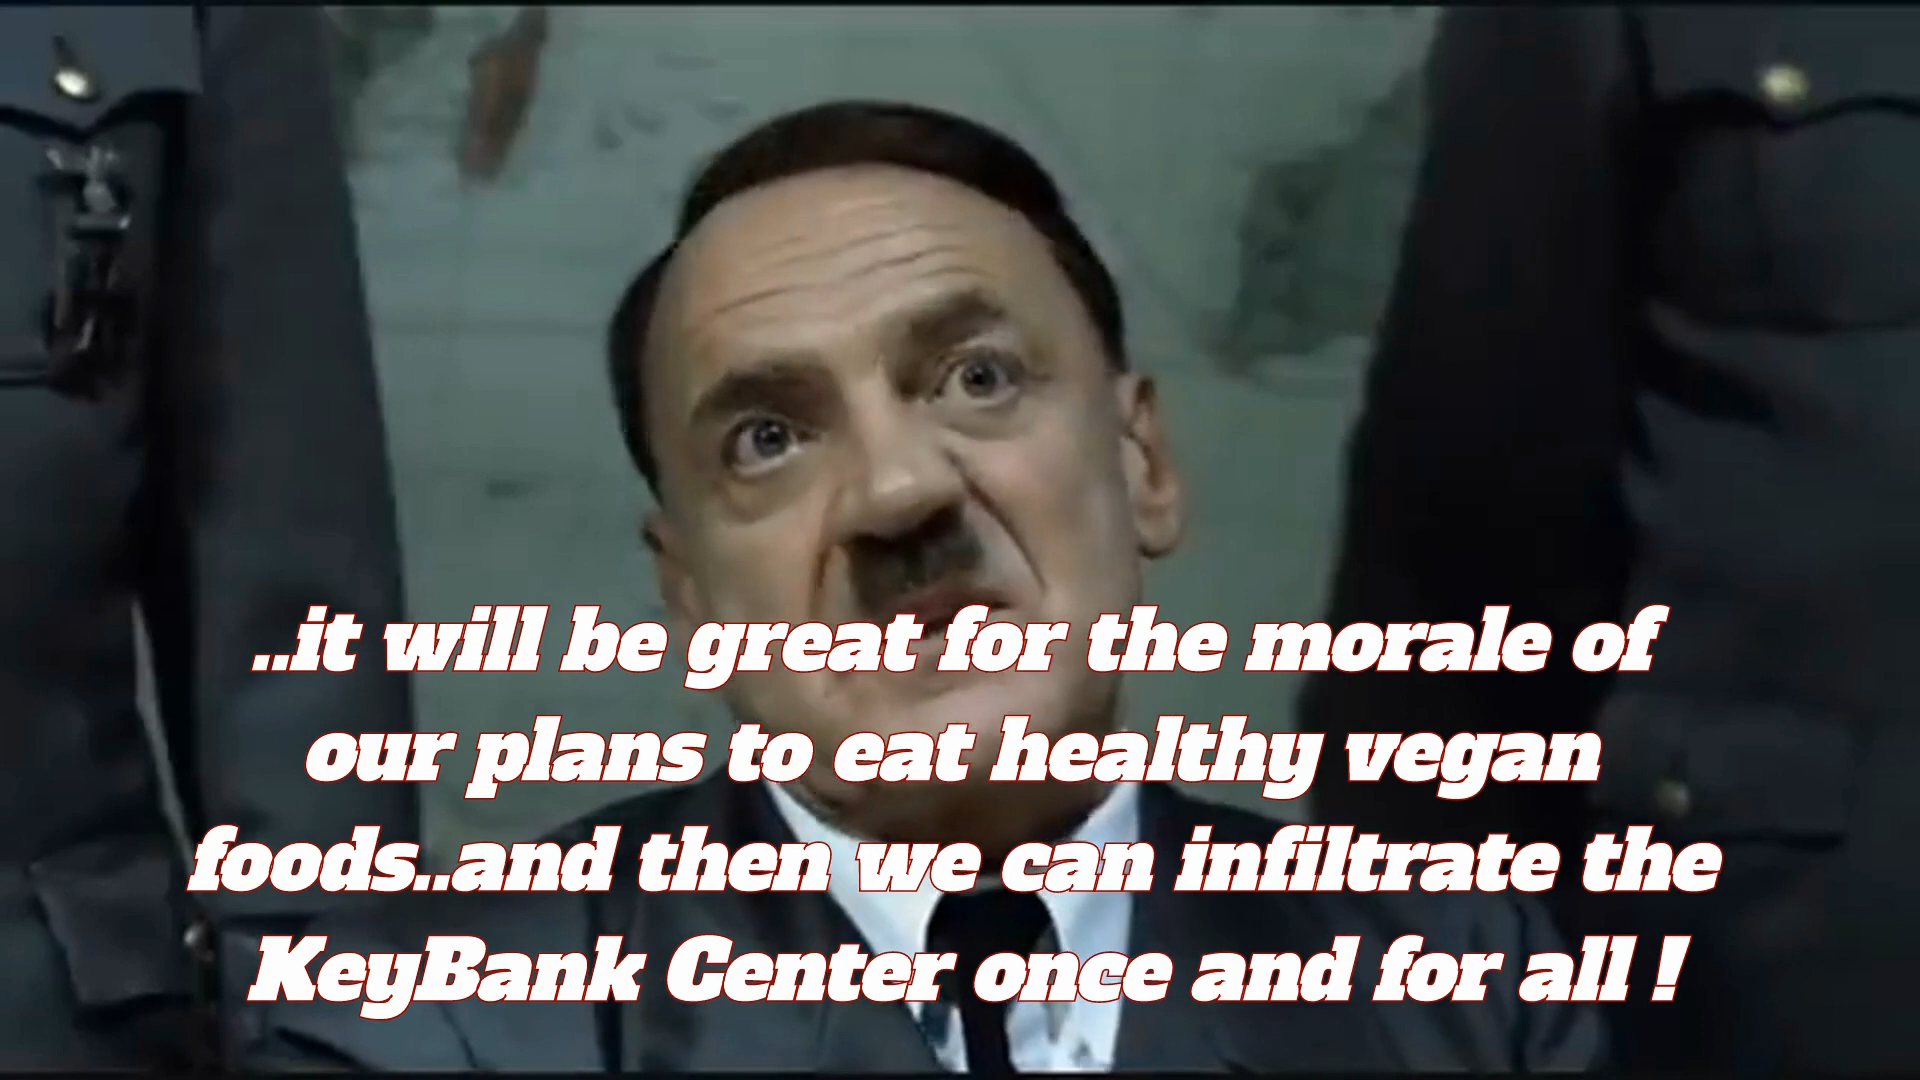 ..it will be great for the morale of
our plans to eat healthy vegan
foods..and then we can infiltrate the
KeyBank Center once and for all !